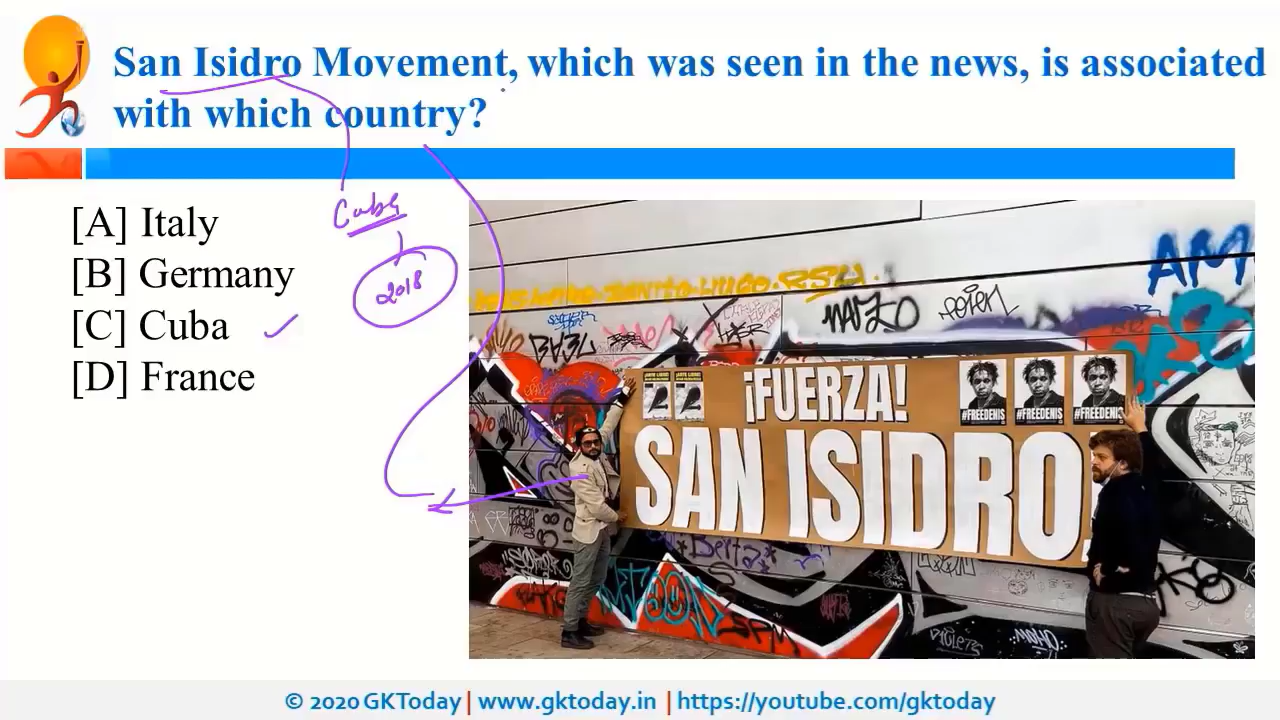 San Isidro Movement, which was seen in the news, is associated
with which country?
Cuba
2018
[A] Italy
[B] Germany
[C] Cuba
[D] France
AM
¡FUERZA!
#FREEDENIS #FREEDENIS #FREEDENIS
SAN ISIDRO
© 2020 GKToday | www.gktoday.in | https://youtube.com/gktoday